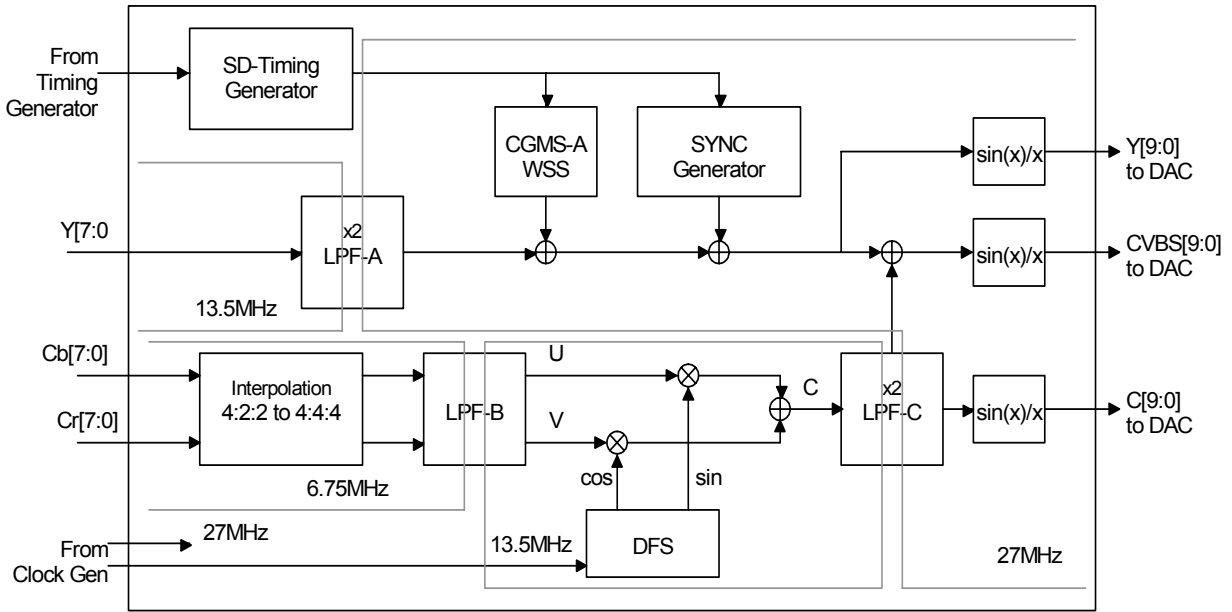 From
Timing
Generator
SD-Timing
Generator
CGMS-A
WSS
SYNC
Generator
sin(x)/x
Y[9:0]
to DAC
Y[7:0
x2
LPF-A
sin(x)/x
CVBS[9:0]
to DAC
13.5MHz
Cb[7:0]
Cr[7:0]
Interpolation
4:2:2 to 4:4:4
LPF-B
U
V
C
x2
LPF-C
sin(x)/x
C[9:0]
to DAC
cos
sin
6.75MHz
27MHz
From
Clock Gen
13.5MHz
DFS
27MHz